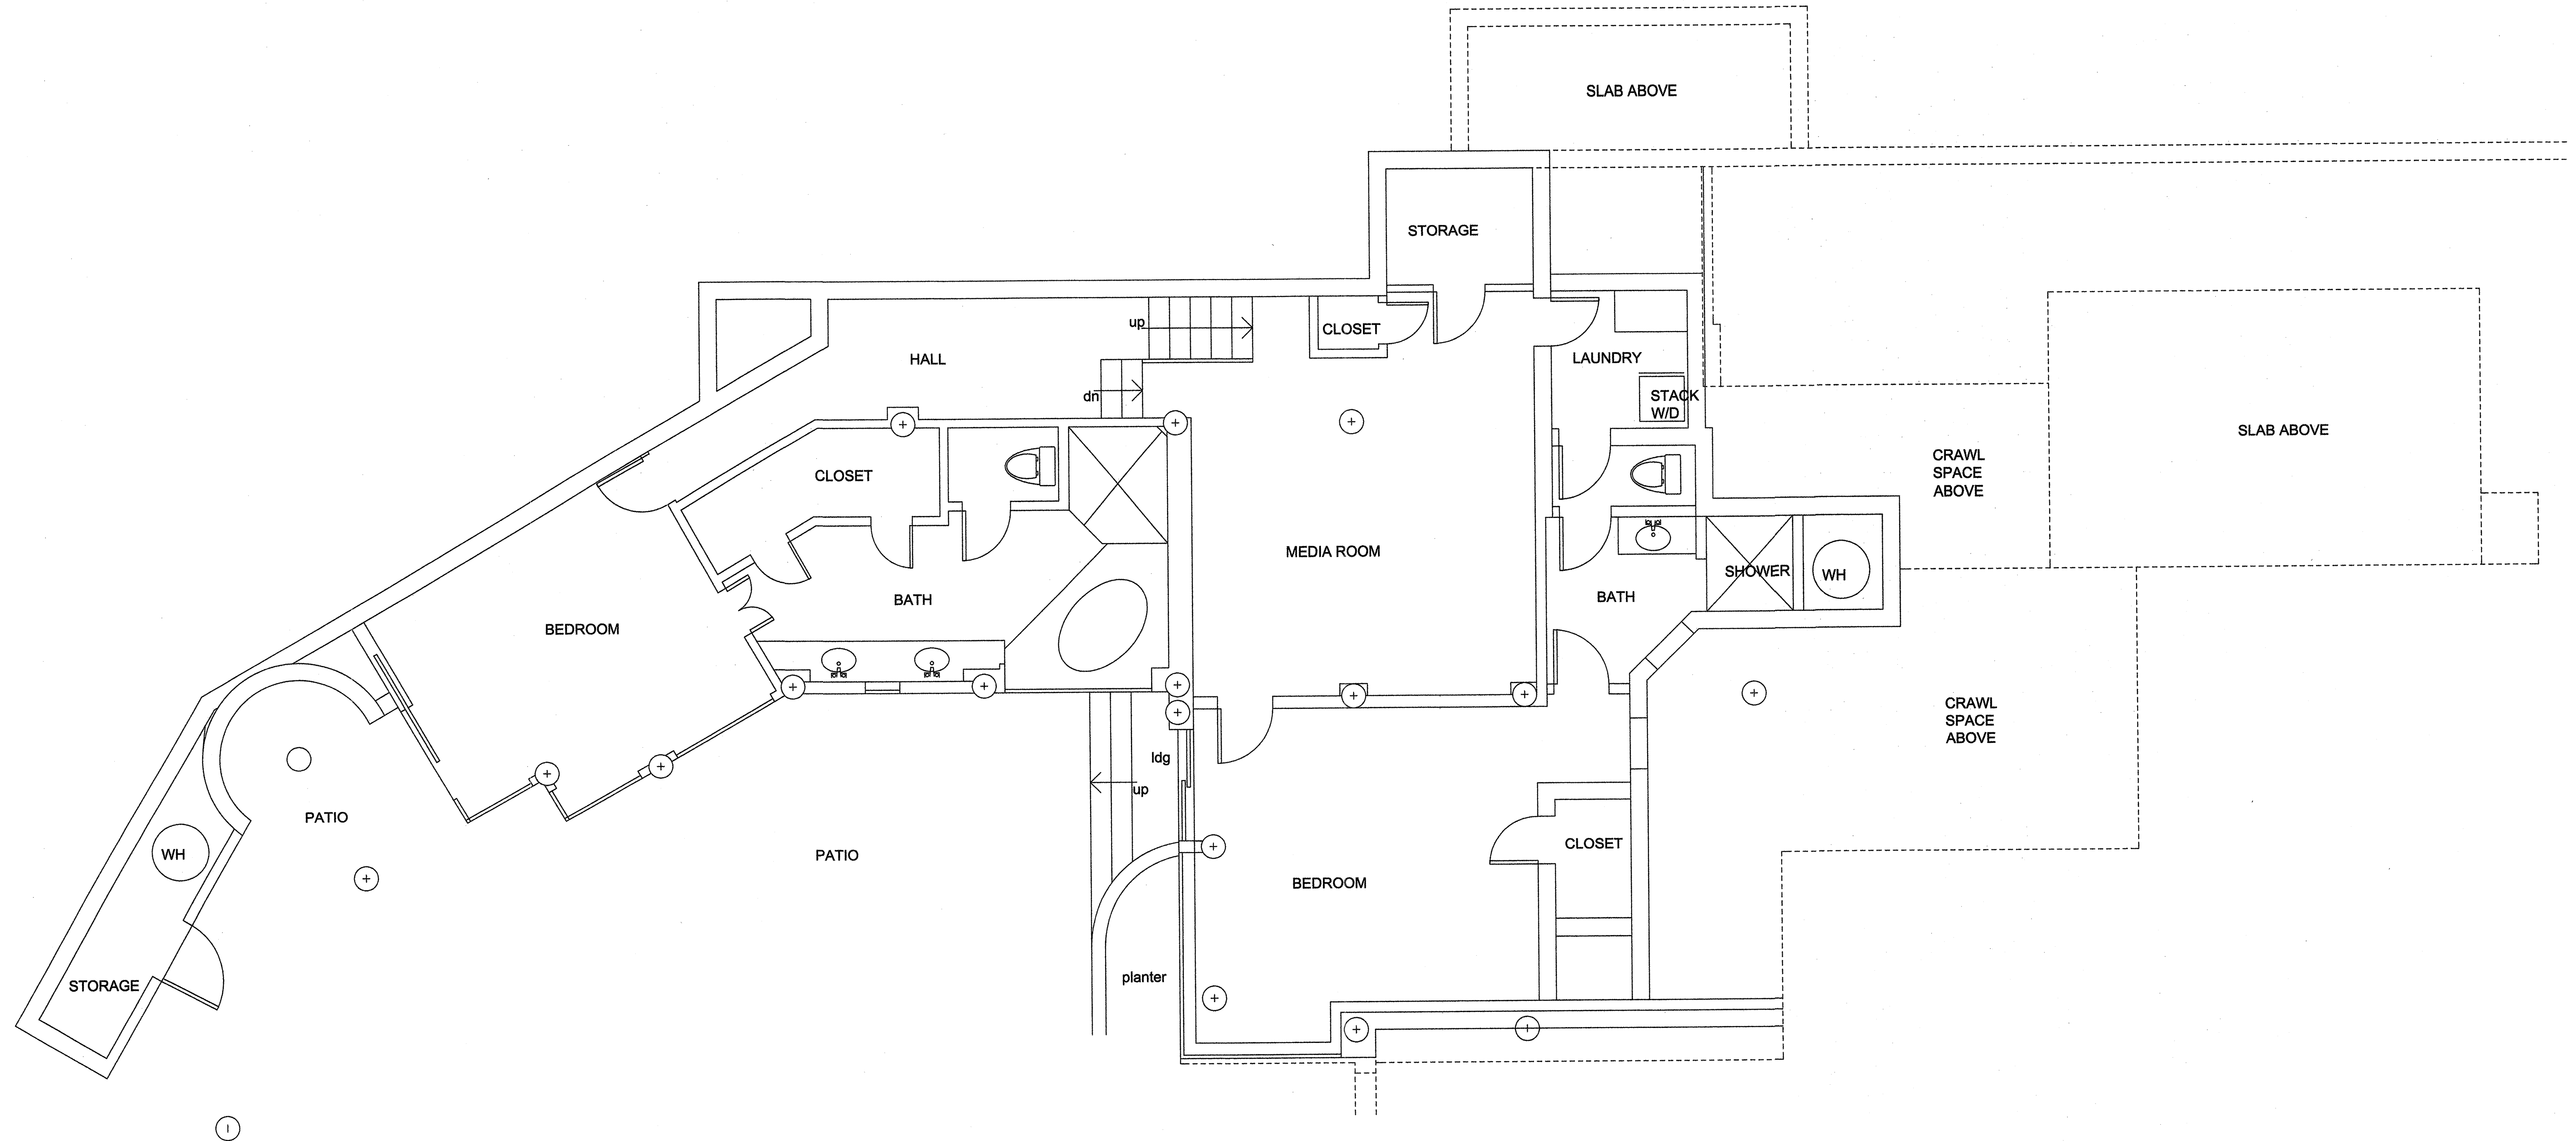 SLAB ABOVE
STORAGE
up
CLOSET
HALL
LAUNDRY
dn
STACK
W/D
SLAB ABOVE
CRAWL
SPACE
ABOVE
CLOSET
MEDIA ROOM
SHOWER
WH
BATH
BATH
BEDROOM
CRAWL
SPACE
ABOVE
ldg
up
PATIO
CLOSET
WH
PATIO
BEDROOM
planter
STORAGE